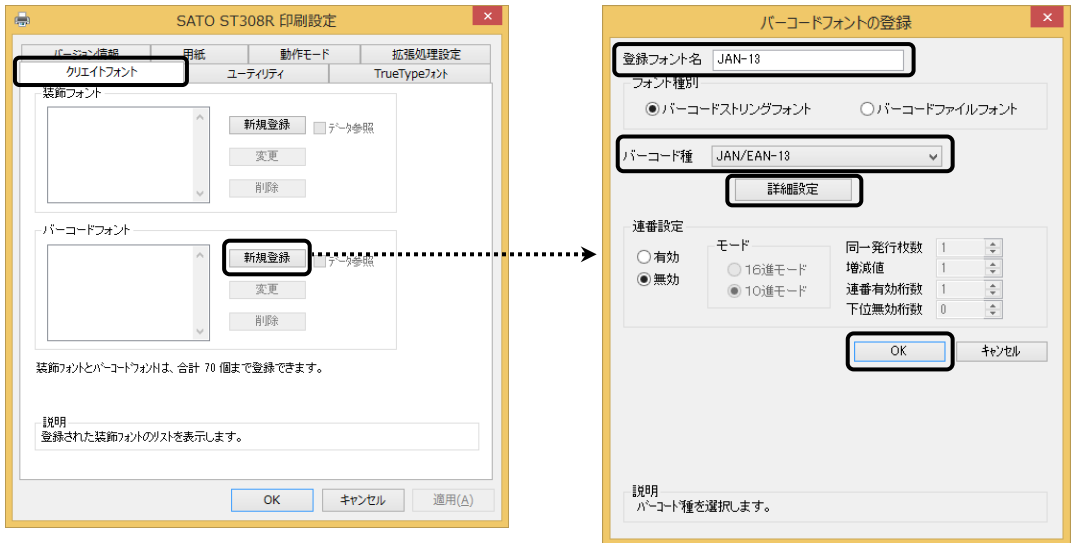 SATO ST308R 印刷設定
バージョン情報
用紙
動作モード
拡張処理設定
クリエイトフォント
ユーティリティ
TrueTypeフォント
装飾フォント
新規登録
データ参照
変更
削除
バーコードフォント
新規登録
データ参照
変更
削除
装飾フォントとバーコードフォントは、合計 70 個まで登録できます。
説明
登録された装飾フォントのリストを表示します。
OK
キャンセル
適用(A)
バーコードフォントの登録
登録フォント名 JAN-13
フォント種別
バーコードストリングフォント
バーコードファイルフォント
バーコード種 JAN/EAN-13
詳細設定
連番設定
有効
無効
モード
16進モード
10進モード
同一発行枚数 1
増減値 1
連番有効桁数 1
下位無効桁数 0
OK
キャンセル
説明
バーコード種を選択します。